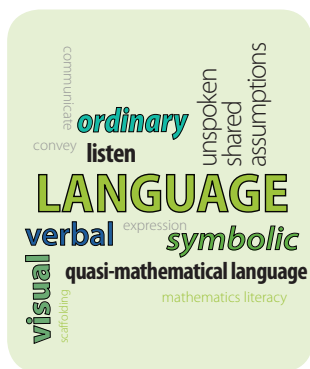 communicate
ordinary
unspoken
shared
assumptions
convey
listen
LANGUAGE
verbal
expression
symbolic
visual
quasi-mathematical language
scaffolding
mathematics literacy